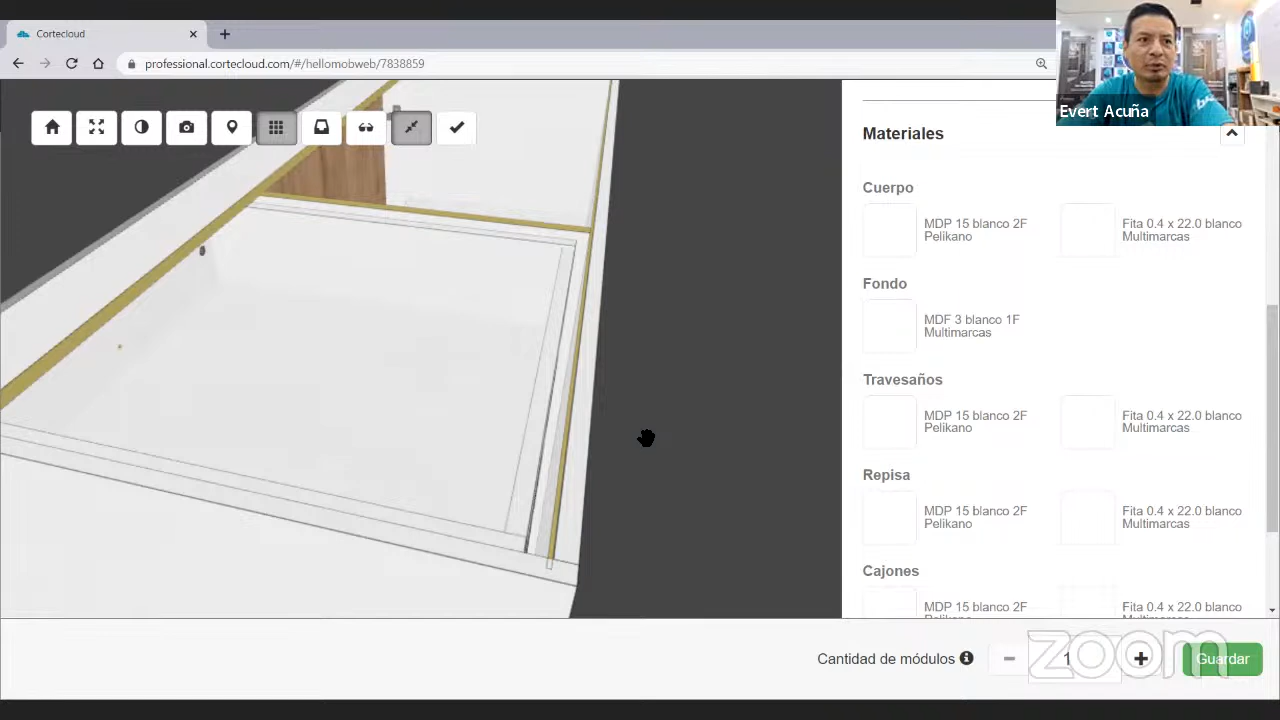 Cortecloud
professional.cortecloud.com/#/hellomobweb/7838859
Evert Acuña
Materiales
Cuerpo
MDP 15 blanco 2F
Pelikano
Fita 0.4 x 22.0 blanco
Multimarcas
Fondo
MDF 3 blanco 1F
Multimarcas
Travesaños
MDP 15 blanco 2F
Pelikano
Fita 0.4 x 22.0 blanco
Multimarcas
Repisa
MDP 15 blanco 2F
Pelikano
Fita 0.4 x 22.0 blanco
Multimarcas
Cajones
MDP 15 blanco 2F
Pelikano
Fita 0.4 x 22.0 blanco
Multimarcas
Cantidad de módulos
1
Guardar
zoom